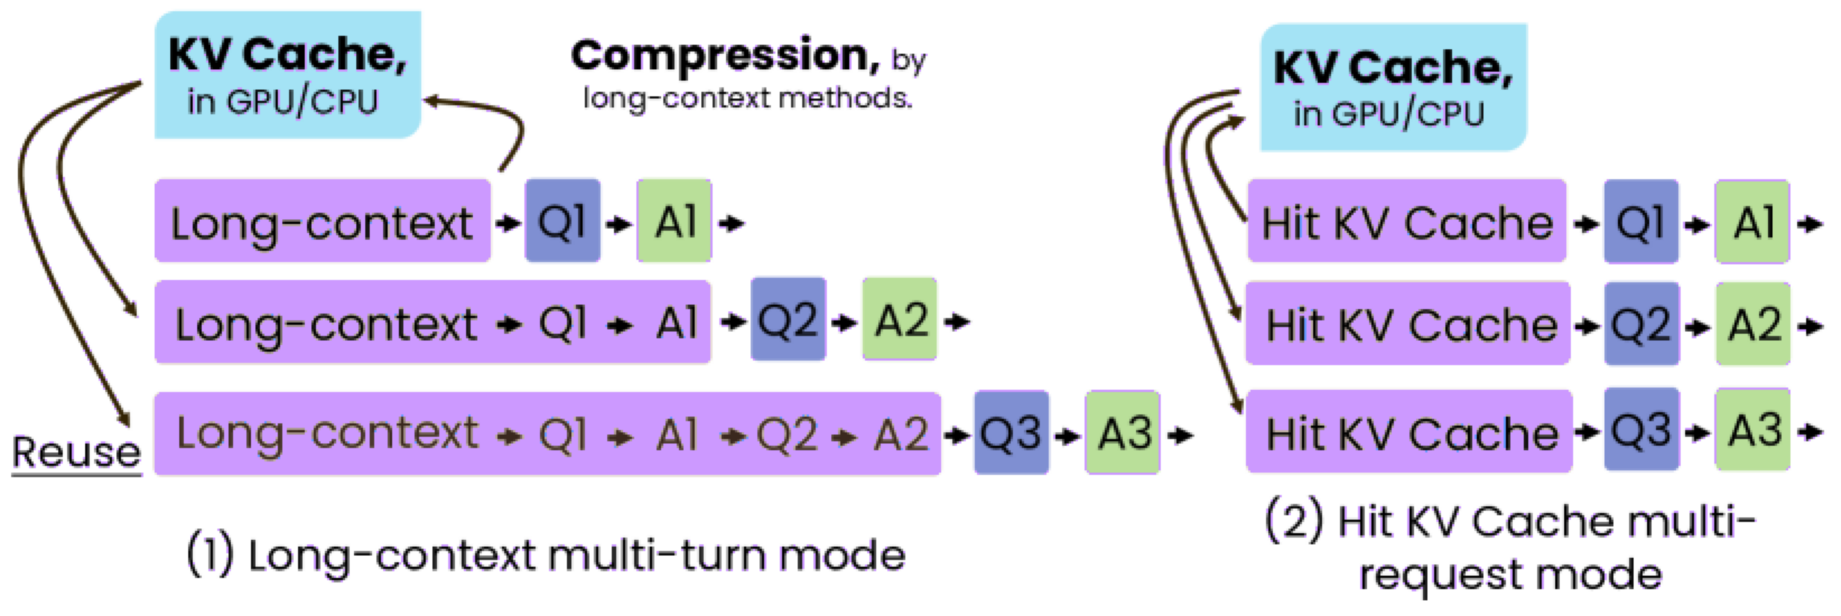 KV Cache,
in GPU/CPU
Compression, by
long-context methods.
Long-context → Q1 → A1 →
Long-context → Q1 → A1 → Q2 → A2 →
Reuse
Long-context → Q1 → A1 → Q2 → A2 → Q3 → A3 →
(1) Long-context multi-turn mode
KV Cache,
in GPU/CPU
Hit KV Cache → Q1 → A1 →
Hit KV Cache → Q2 → A2 →
Hit KV Cache → Q3 → A3 →
(2) Hit KV Cache multi-
request mode